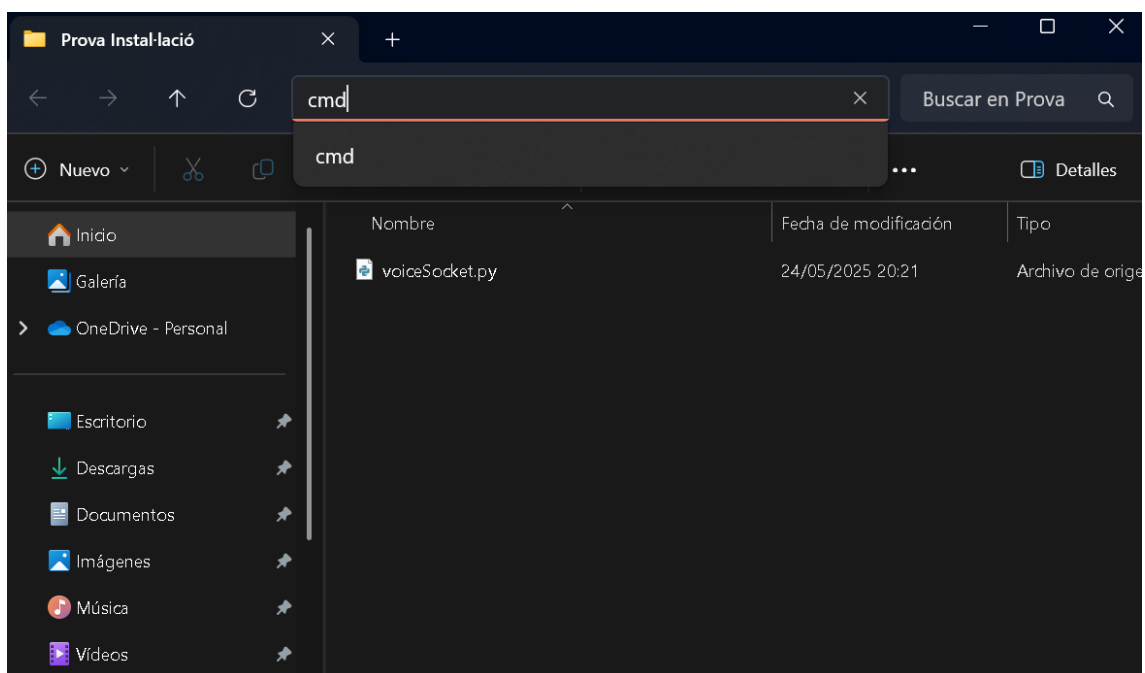 Prova Instal·lació
cmd
Buscar en Prova
cmd
Nuevo
Detalles
Inicio
Galería
OneDrive - Personal
Escritorio
Descargas
Documentos
Imágenes
Música
Vídeos
Nombre
Fecha de modificación
Tipo
voiceSocket.py
24/05/2025 20:21
Archivo de orige